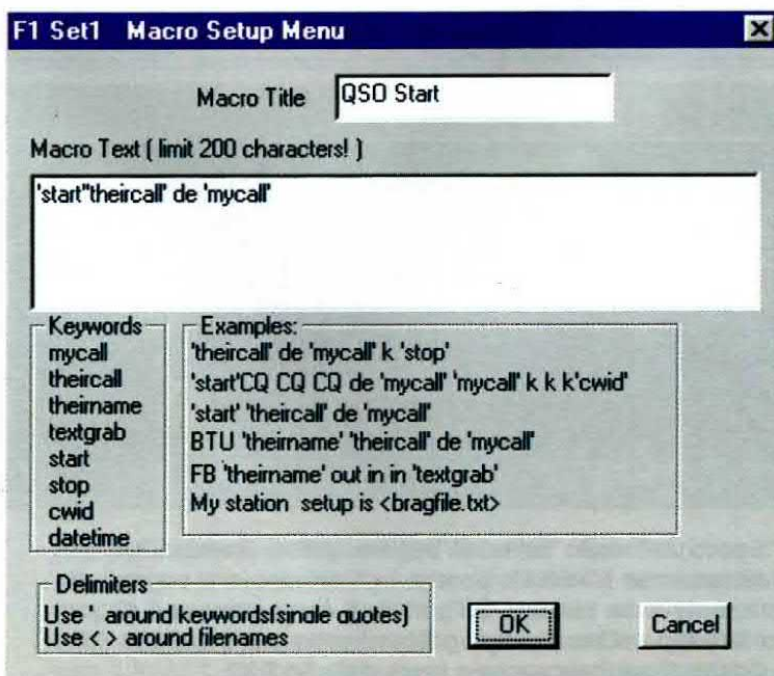 F1 Set1 Macro Setup Menu
Macro Title QSO Start
Macro Text ( limit 200 characters! )
'start''theircall' de 'mycall'
Keywords
mycall
theircall
theirname
textgrab
start
stop
cwid
datetime
Examples:
'theircall' de 'mycall' k 'stop'
'start'CQ CQ CQ de 'mycall' 'mycall' k k k'cwid'
'start' 'theircall' de 'mycall'
BTU 'theirname' 'theircall' de 'mycall'
FB 'theirname' out in in 'textgrab'
My station setup is <bragfile.txt>
Delimiters
Use ' around keywords(single quotes)
Use < > around filenames
OK
Cancel